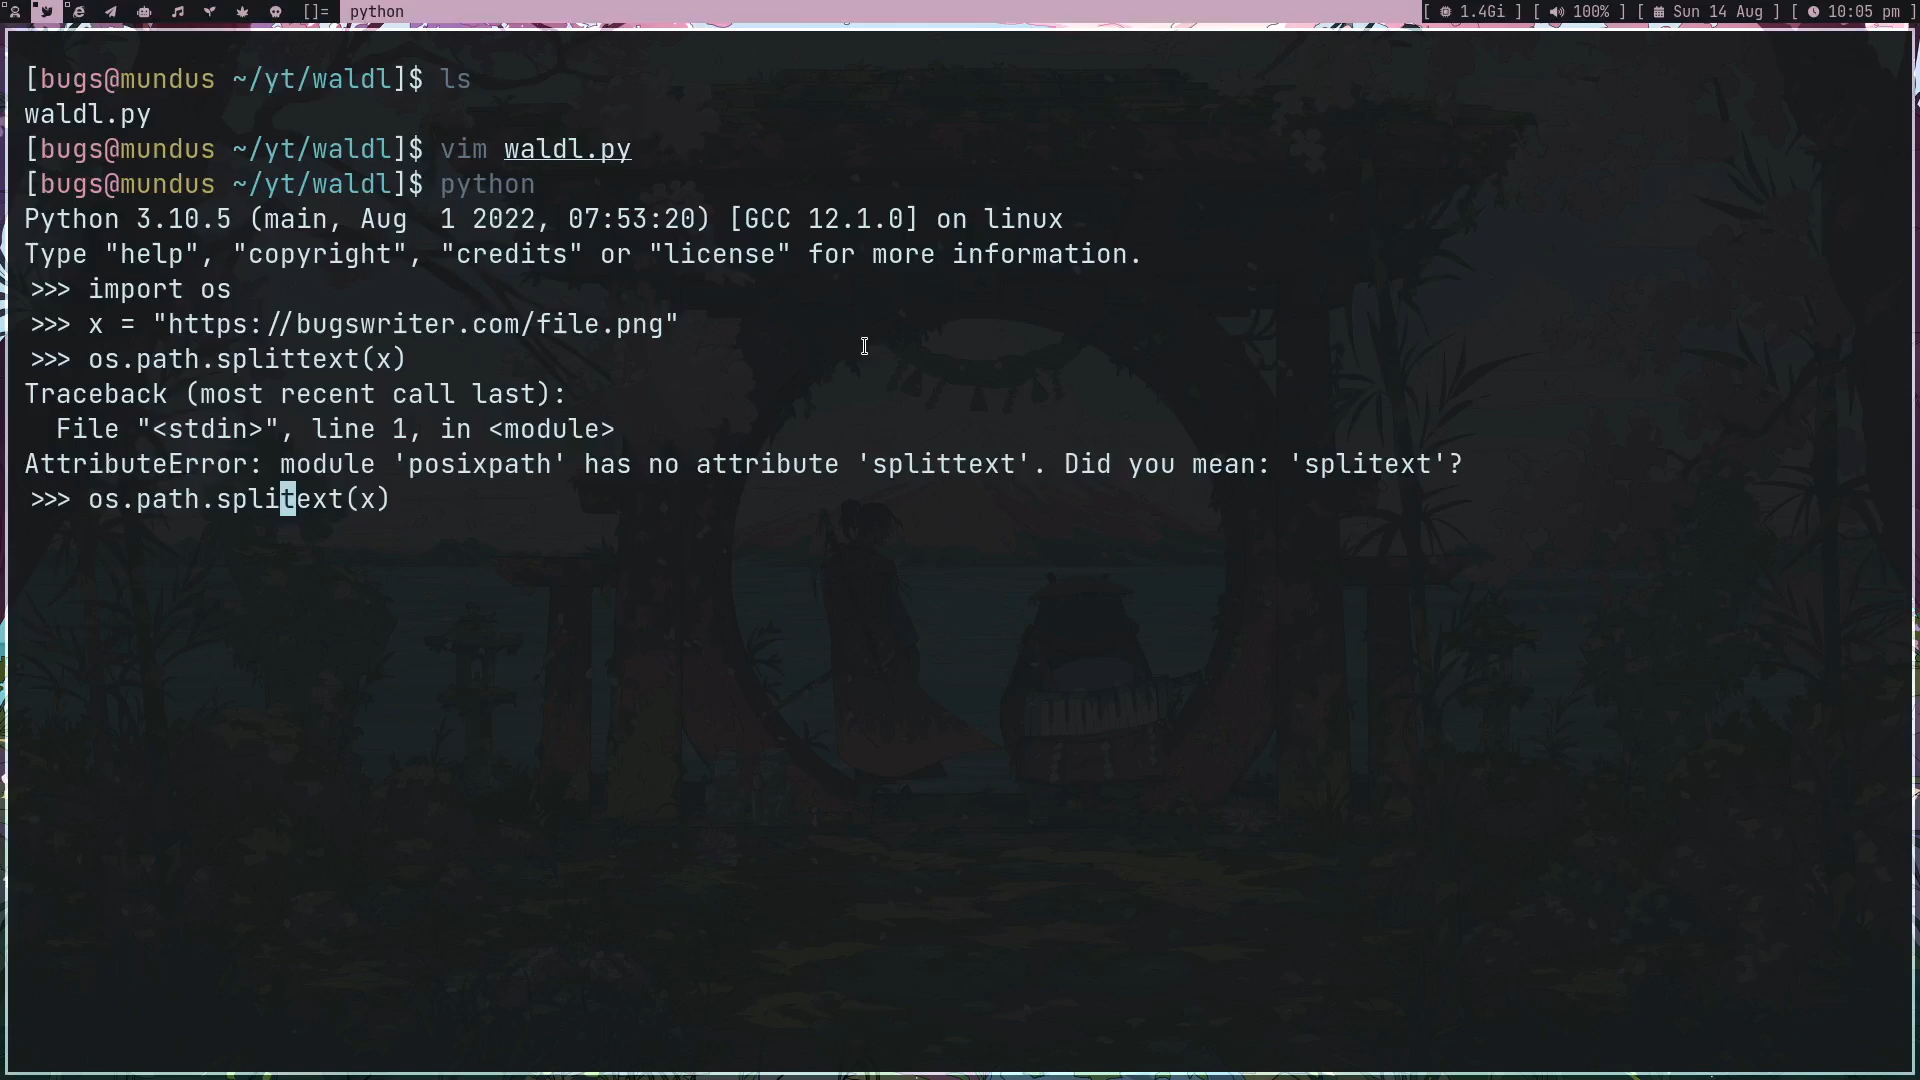 []= python [ 1.4Gi ] [ 100% ] [ Sun 14 Aug ] [ 10:05 pm ]
[bugs@mundus ~/yt/waldl]$ ls
waldl.py
[bugs@mundus ~/yt/waldl]$ vim waldl.py
[bugs@mundus ~/yt/waldl]$ python
Python 3.10.5 (main, Aug  1 2022, 07:53:20) [GCC 12.1.0] on linux
Type "help", "copyright", "credits" or "license" for more information.
>>> import os
>>> x = "https://bugswriter.com/file.png"
>>> os.path.splittext(x)
Traceback (most recent call last):
  File "<stdin>", line 1, in <module>
AttributeError: module 'posixpath' has no attribute 'splittext'. Did you mean: 'splitext'?
>>> os.path.splitext(x)